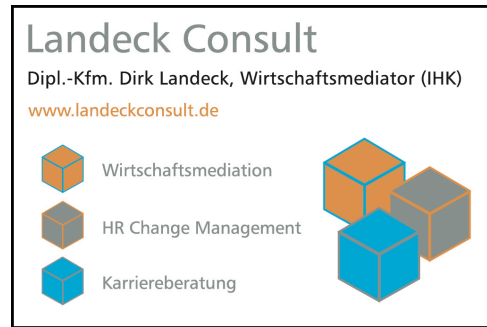 Landeck Consult
Dipl.-Kfm. Dirk Landeck, Wirtschaftsmediator (IHK)
www.landeckconsult.de
Wirtschaftsmediation
HR Change Management
Karriereberatung